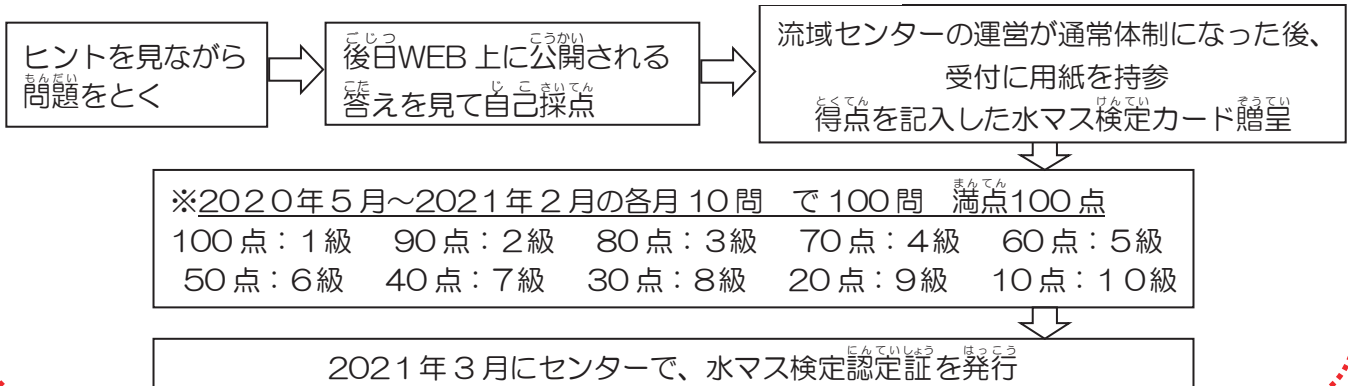 ヒントを見ながら
問題をとく
後日WEB上に公開される
答えを見て自己採点
流域センターの運営が通常体制になった後、
受付に用紙を持参
得点を記入した水マス検定カード贈呈
※2020年5月~2021年2月の各月10問　で100問　満点100点
100点:1級　90点:2級　80点:3級　70点:4級　60点:5級
50点:6級　40点:7級　30点:8級　20点:9級　10点:10級
2021年3月にセンターで、水マス検定認定証を発行